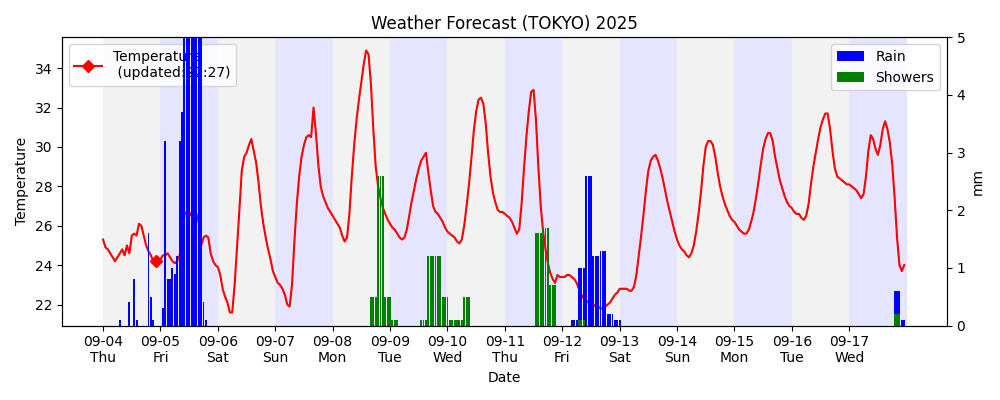 Weather Forecast (TOKYO) 2025
Temperature
(updated: :27)
Rain
Showers
34
32
30
28
26
24
22
Temperature
5
4
3
2
1
0
mm
09-04 09-05 09-06 09-07 09-08 09-09 09-10 09-11 09-12 09-13 09-14 09-15 09-16 09-17
Thu Fri Sat Sun Mon Tue Wed Thu Fri Sat Sun Mon Tue Wed
Date